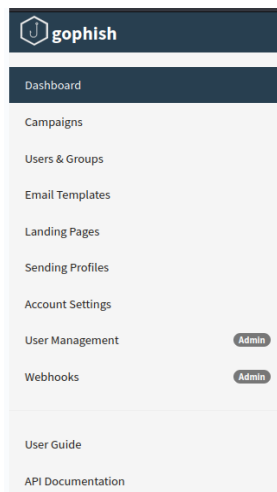 gophish
Dashboard
Campaigns
Users & Groups
Email Templates
Landing Pages
Sending Profiles
Account Settings
User Management Admin
Webhooks Admin
User Guide
API Documentation